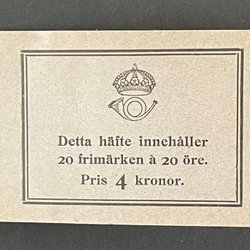 Detta häfte innehåller
20 frimärken à 20 öre.
Pris 4 kronor.